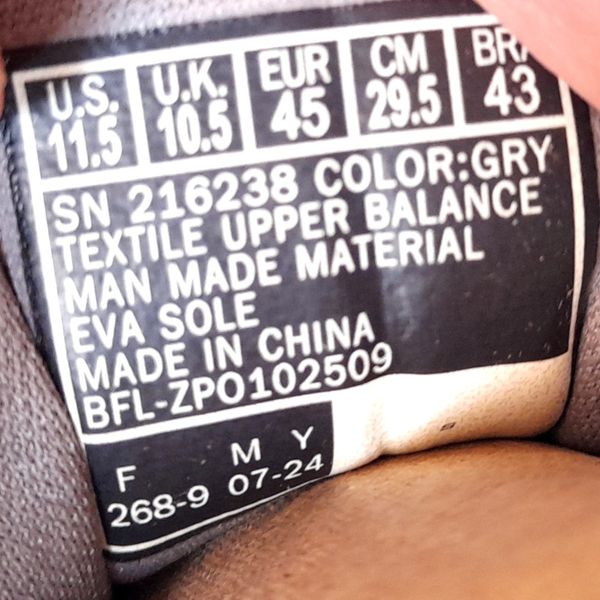 U.S. U.K. EUR CM BRA
11.5 10.5 45 29.5 43
SN 216238 COLOR:GRY
TEXTILE UPPER BALANCE
MAN MADE MATERIAL
EVA SOLE
MADE IN CHINA
BFL-ZPO102509
F M Y
268-9 07-24